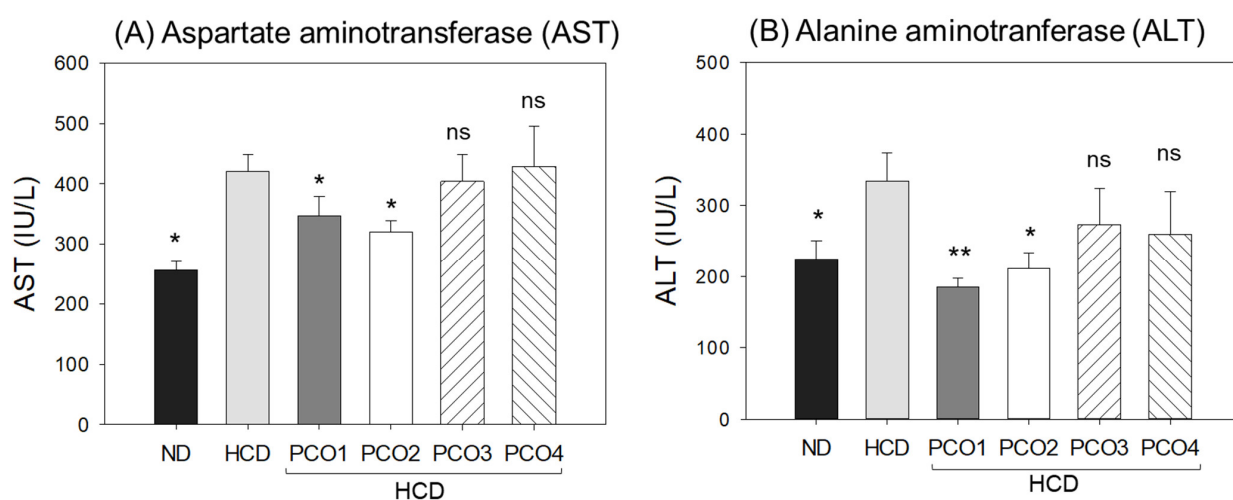 (A) Aspartate aminotransferase (AST)
AST (IU/L)
600
500
400
300
200
100
0
*
*
*
ns
ns
ND HCD PCO1 PCO2 PCO3 PCO4
HCD
(B) Alanine aminotranferase (ALT)
ALT (IU/L)
500
400
300
200
100
0
*
**
*
ns
ns
ND HCD PCO1 PCO2 PCO3 PCO4
HCD